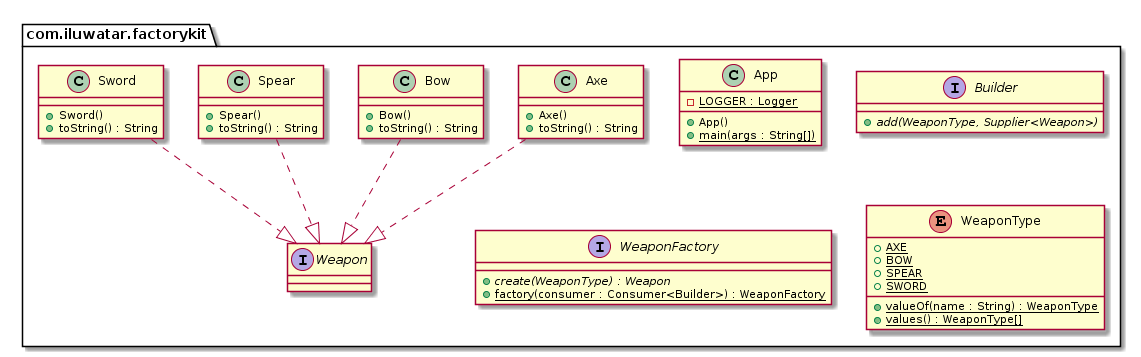 com.iluwatar.factorykit
C Sword
Sword()
toString() : String
C Spear
Spear()
toString() : String
C Bow
Bow()
toString() : String
C Axe
Axe()
toString() : String
C App
LOGGER : Logger
App()
main(args : String[])
I Builder
add(WeaponType, Supplier<Weapon>)
I Weapon
I WeaponFactory
create(WeaponType) : Weapon
factory(consumer : Consumer<Builder>) : WeaponFactory
E WeaponType
AXE
BOW
SPEAR
SWORD
valueOf(name : String) : WeaponType
values() : WeaponType[]